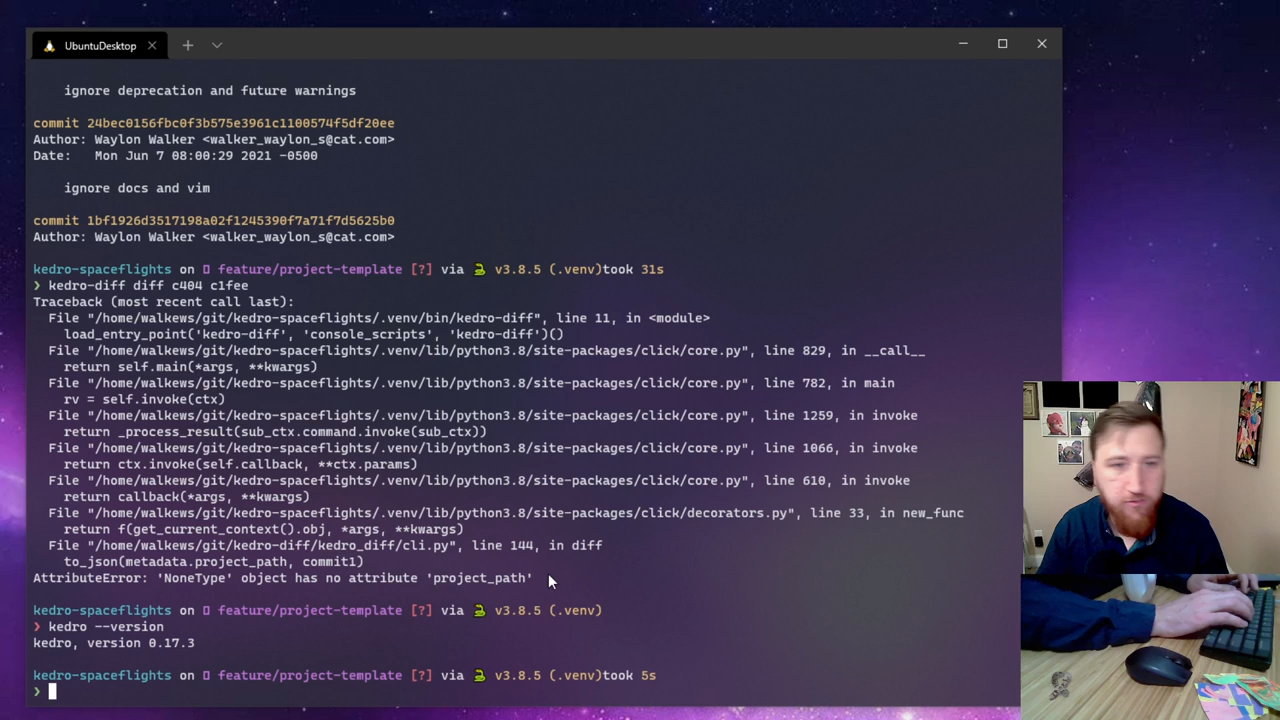 UbuntuDesktop
ignore deprecation and future warnings
commit 24bec0156fbc0f3b575e3961c1100574f5df20ee
Author: Waylon Walker <walker_waylon_s@cat.com>
Date:   Mon Jun 7 08:00:29 2021 -0500
ignore docs and vim
commit 1bf1926d3517198a02f1245390f7a71f7d5625b0
Author: Waylon Walker <walker_waylon_s@cat.com>
kedro-spaceflights on feature/project-template [?] via v3.8.5 (.venv)took 31s
❯ kedro-diff diff c404 c1fee
Traceback (most recent call last):
  File "/home/walkews/git/kedro-spaceflights/.venv/bin/kedro-diff", line 11, in <module>
    load_entry_point('kedro-diff', 'console_scripts', 'kedro-diff')()
  File "/home/walkews/git/kedro-spaceflights/.venv/lib/python3.8/site-packages/click/core.py", line 829, in __call__
    return self.main(*args, **kwargs)
  File "/home/walkews/git/kedro-spaceflights/.venv/lib/python3.8/site-packages/click/core.py", line 782, in main
    rv = self.invoke(ctx)
  File "/home/walkews/git/kedro-spaceflights/.venv/lib/python3.8/site-packages/click/core.py", line 1259, in invoke
    return _process_result(sub_ctx.command.invoke(sub_ctx))
  File "/home/walkews/git/kedro-spaceflights/.venv/lib/python3.8/site-packages/click/core.py", line 1066, in invoke
    return ctx.invoke(self.callback, **ctx.params)
  File "/home/walkews/git/kedro-spaceflights/.venv/lib/python3.8/site-packages/click/core.py", line 610, in invoke
    return callback(*args, **kwargs)
  File "/home/walkews/git/kedro-spaceflights/.venv/lib/python3.8/site-packages/click/decorators.py", line 33, in new_func
    return f(get_current_context().obj, *args, **kwargs)
  File "/home/walkews/git/kedro-diff/kedro_diff/cli.py", line 144, in diff
    to_json(metadata.project_path, commit1)
AttributeError: 'NoneType' object has no attribute 'project_path'
kedro-spaceflights on feature/project-template [?] via v3.8.5 (.venv)
❯ kedro --version
kedro, version 0.17.3
kedro-spaceflights on feature/project-template [?] via v3.8.5 (.venv)took 5s
❯